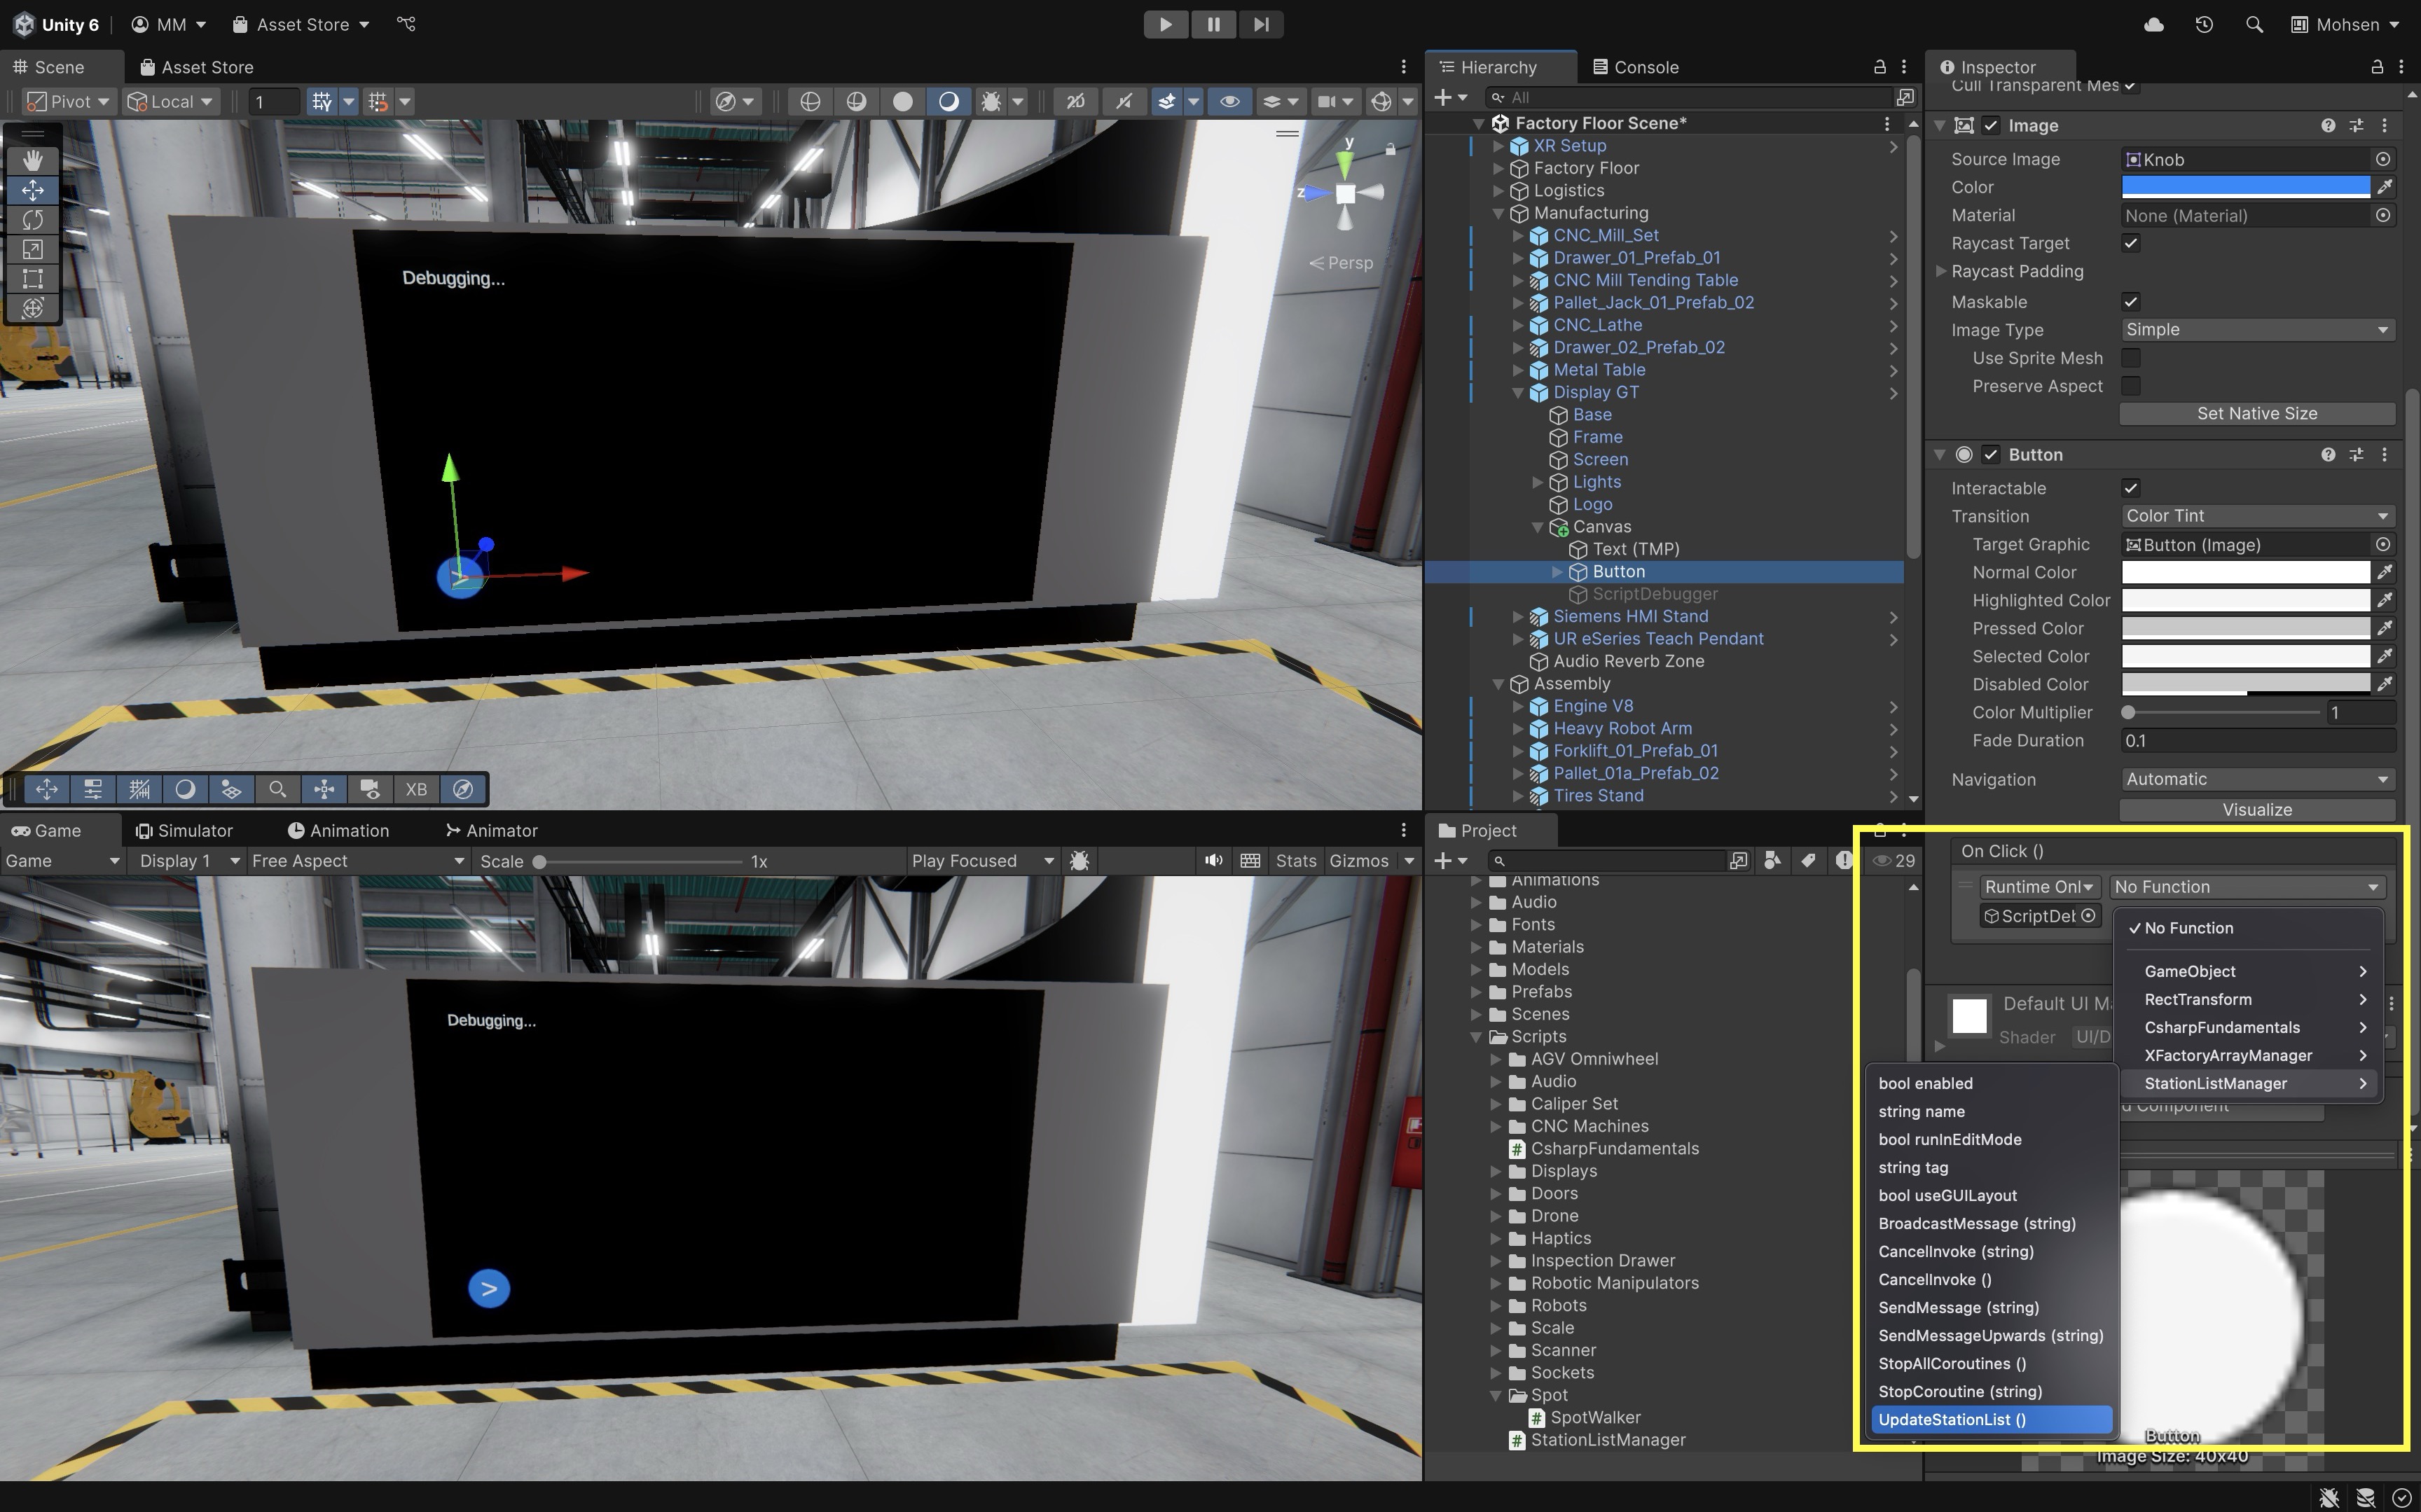 Unity 6
MM
Asset Store
Mohsen
Scene
Asset Store
Pivot
Local
1
2D
y
z
Persp
Debugging...
>
XB
Game
Simulator
Animation
Animator
Game
Display 1
Free Aspect
Scale
1x
Play Focused
Stats
Gizmos
Debugging...
>
Hierarchy
Console
All
Factory Floor Scene*
XR Setup
Factory Floor
Logistics
Manufacturing
CNC_Mill_Set
Drawer_01_Prefab_01
CNC Mill Tending Table
Pallet_Jack_01_Prefab_02
CNC_Lathe
Drawer_02_Prefab_02
Metal Table
Display GT
Base
Frame
Screen
Lights
Logo
Canvas
Text (TMP)
Button
ScriptDebugger
Siemens HMI Stand
UR eSeries Teach Pendant
Audio Reverb Zone
Assembly
Engine V8
Heavy Robot Arm
Forklift_01_Prefab_01
Pallet_01a_Prefab_02
Tires Stand
Project
29
Animations
Audio
Fonts
Materials
Models
Prefabs
Scenes
Scripts
AGV Omniwheel
Audio
Caliper Set
CNC Machines
CsharpFundamentals
Displays
Doors
Drone
Haptics
Inspection Drawer
Robotic Manipulators
Robots
Scale
Scanner
Sockets
Spot
SpotWalker
StationListManager
Inspector
Cull Transparent Mes
Image
Source Image
Knob
Color
Material
None (Material)
Raycast Target
Raycast Padding
Maskable
Image Type
Simple
Use Sprite Mesh
Preserve Aspect
Set Native Size
Button
Interactable
Transition
Color Tint
Target Graphic
Button (Image)
Normal Color
Highlighted Color
Pressed Color
Selected Color
Disabled Color
Color Multiplier
1
Fade Duration
0.1
Navigation
Automatic
Visualize
On Click ()
Runtime Onl
No Function
ScriptDeb
No Function
GameObject
RectTransform
CsharpFundamentals
XFactoryArrayManager
StationListManager
Default UI Ma
Shader
UI/D
d Component
bool enabled
string name
bool runInEditMode
string tag
bool useGUILayout
BroadcastMessage (string)
CancelInvoke (string)
CancelInvoke ()
SendMessage (string)
SendMessageUpwards (string)
StopAllCoroutines ()
StopCoroutine (string)
UpdateStationList ()
Button
Image Size: 40x40